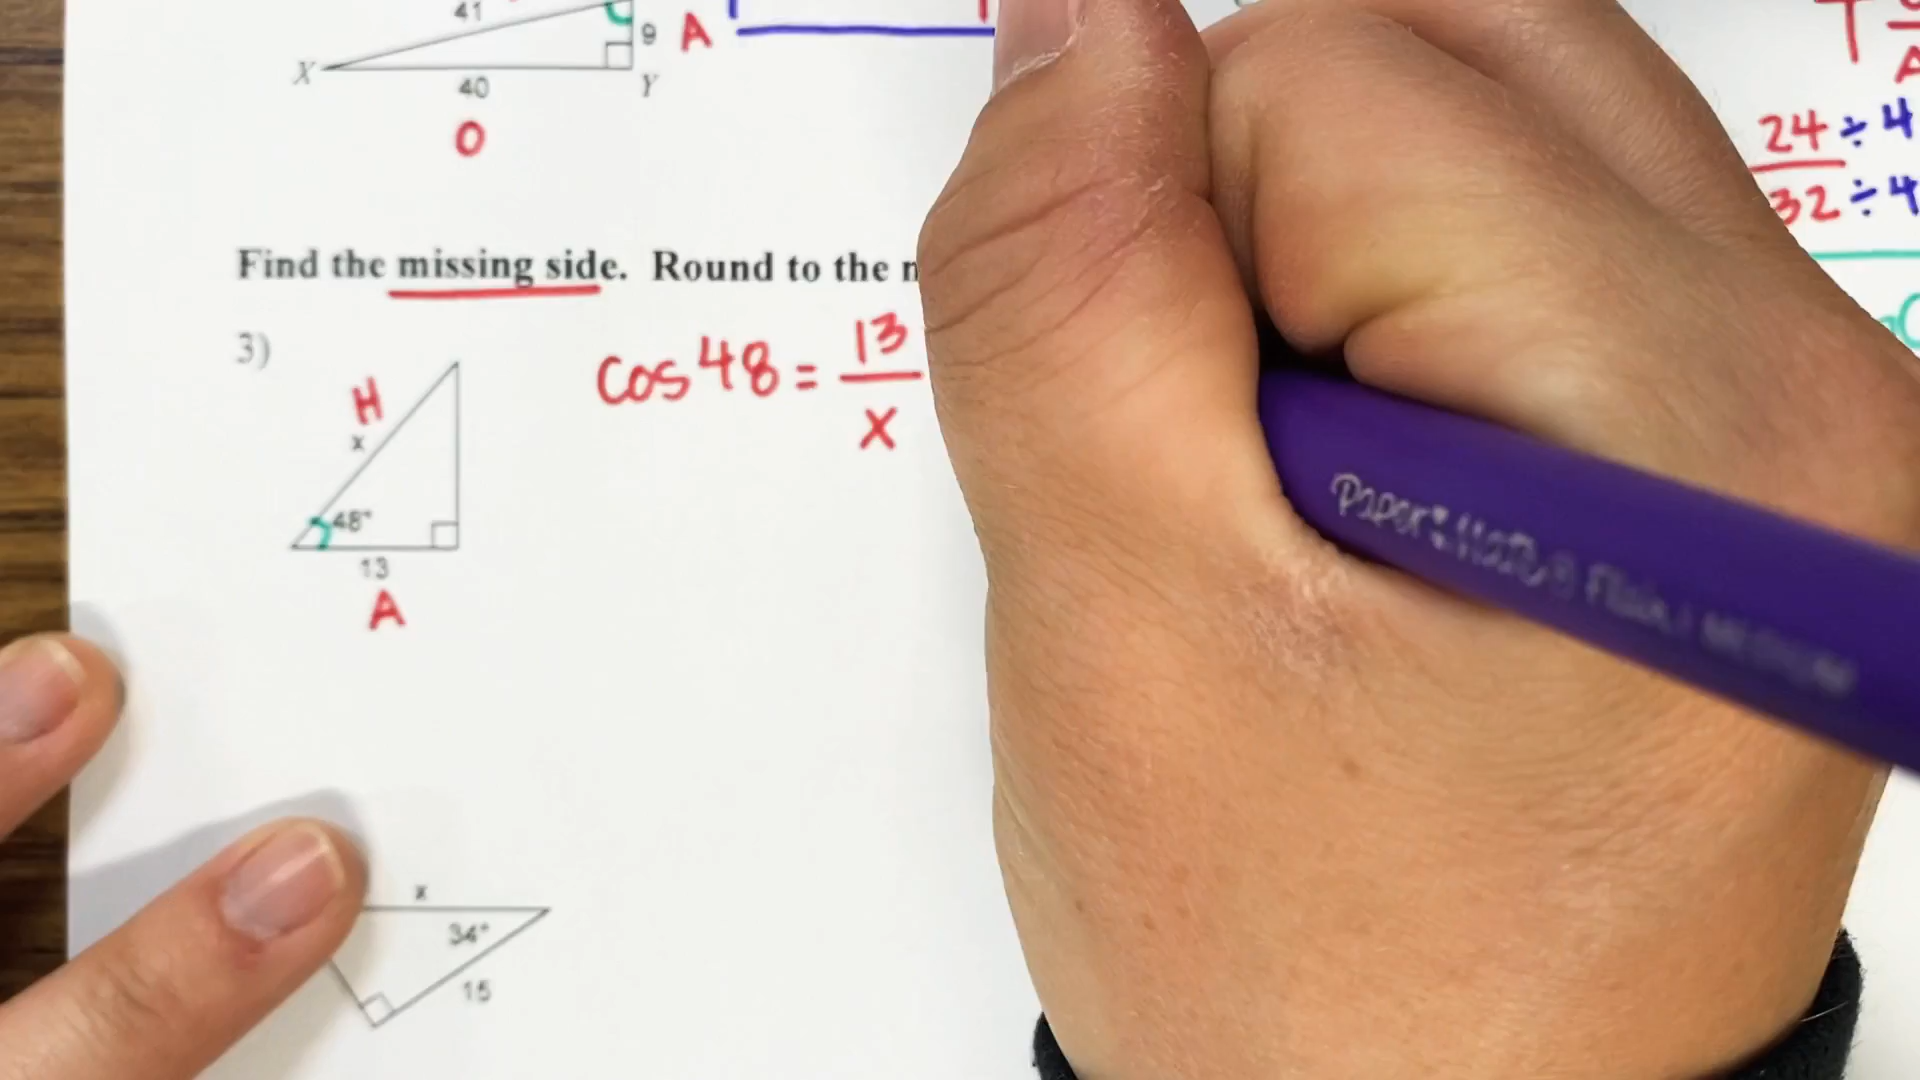 41
9 A
X
40
Y
O
T
A
24 ÷ 4
32 ÷ 4
Find the missing side. Round to the
3)
cos 48 = 13
x
H
x
48°
13
A
Paper Mate Flair MEDIUM
x
34°
15